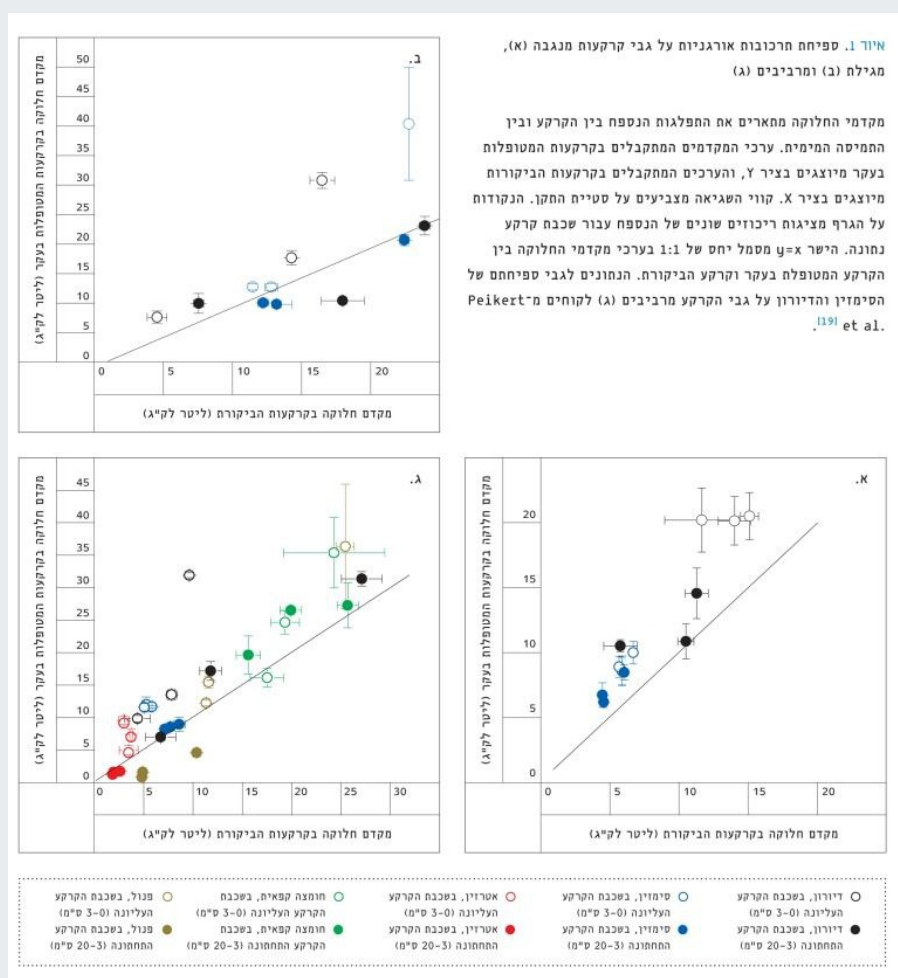 איור 1. ספיחת תרכובות אורגניות על גבי קרקעות מנגבה (א),
מגילת (ב) ומרביבים (ג)
מקדמי החלוקה מתארים את התפלגות הנספח בין הקרקע ובין
התמיסה המימית. ערכי המקדמים המתקבלים בקרקעות המטופלות
בעקר מיוצגים בציר Y, והערכים המתקבלים בקרקעות הביקורות
מיוצגים בציר X. קווי השגיאה מצביעים על סטיית התקן. הנקודות
על הגרף מציגות ריכוזים שונים של הנספח עבור שכבת קרקע
נתונה. הישר y=x מסמל יחס של 1:1 בערכי מקדמי החלוקה בין
הקרקע המטופלת בעקר וקרקע הביקורת. הנתונים לגבי ספיחתם של
הסימזין והדיורון על גבי הקרקע מרביבים (ג) לקוחים מ־Peikert
et al. [19].
ב.
מקדם חלוקה בקרקעות המטופלות בעקר (ליטר לק"ג)
50
45
40
35
30
25
20
15
10
5
0
0 5 10 15 20
מקדם חלוקה בקרקעות הביקורת (ליטר לק"ג)
א.
מקדם חלוקה בקרקעות המטופלות בעקר (ליטר לק"ג)
20
15
10
5
0
0 5 10 15 20
מקדם חלוקה בקרקעות הביקורת (ליטר לק"ג)
ג.
מקדם חלוקה בקרקעות המטופלות בעקר (ליטר לק"ג)
45
40
35
30
25
20
15
10
5
0
0 5 10 15 20 25 30
מקדם חלוקה בקרקעות הביקורת (ליטר לק"ג)
דיורון, בשכבת הקרקע
העליונה (3-0 ס"מ)
דיורון, בשכבת הקרקע
התחתונה (20-3 ס"מ)
סימזין, בשכבת הקרקע
העליונה (3-0 ס"מ)
סימזין, בשכבת הקרקע
התחתונה (20-3 ס"מ)
אטרזין, בשכבת הקרקע
העליונה (3-0 ס"מ)
אטרזין, בשכבת הקרקע
התחתונה (20-3 ס"מ)
חומצה קפאית, בשכבת
הקרקע העליונה (3-0 ס"מ)
חומצה קפאית, בשכבת
הקרקע התחתונה (20-3 ס"מ)
פנול, בשכבת הקרקע
העליונה (3-0 ס"מ)
פנול, בשכבת הקרקע
התחתונה (20-3 ס"מ)